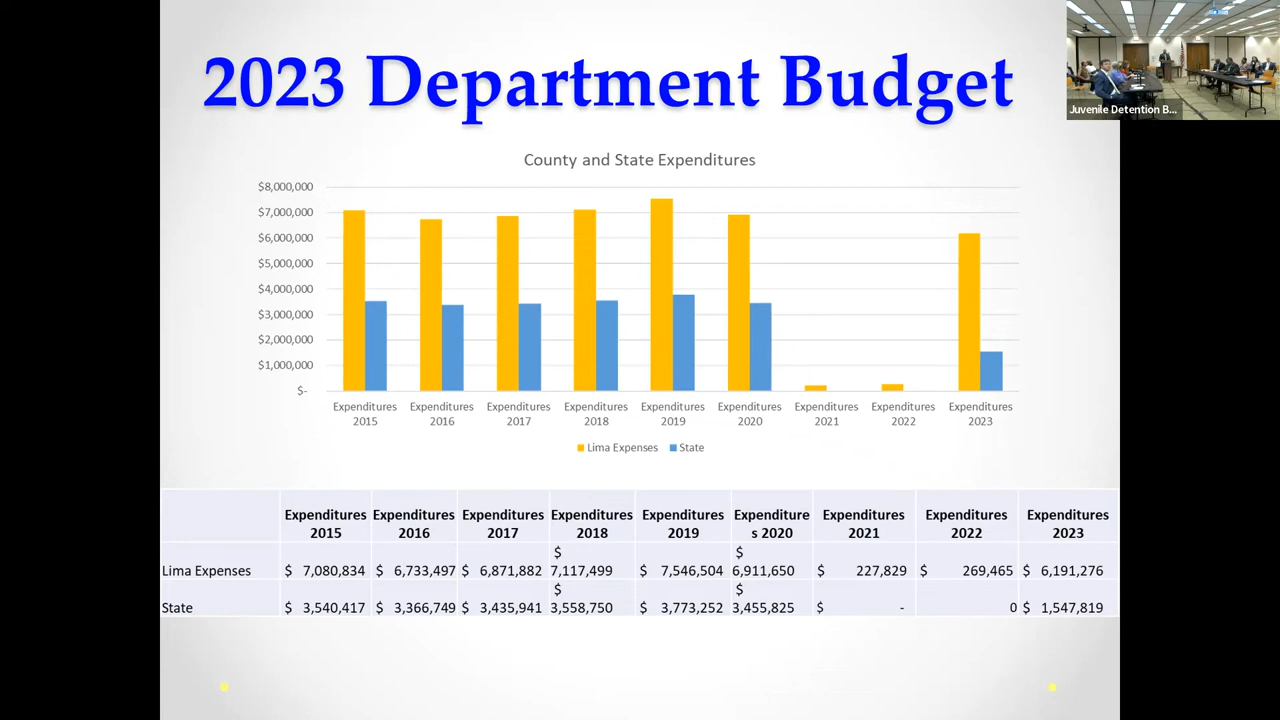 2023 Department Budget
Juvenile Detention B...
County and State Expenditures
$8,000,000
$7,000,000
$6,000,000
$5,000,000
$4,000,000
$3,000,000
$2,000,000
$1,000,000
$-
Expenditures 2015
Expenditures 2016
Expenditures 2017
Expenditures 2018
Expenditures 2019
Expenditures 2020
Expenditures 2021
Expenditures 2022
Expenditures 2023
Lima Expenses State
Expenditures 2015 Expenditures 2016 Expenditures 2017 Expenditures 2018 Expenditures 2019 Expenditures 2020 Expenditures 2021 Expenditures 2022 Expenditures 2023
Lima Expenses $ 7,080,834 $ 6,733,497 $ 6,871,882 $ 7,117,499 $ 7,546,504 $ 6,911,650 $ 227,829 $ 269,465 $ 6,191,276
State $ 3,540,417 $ 3,366,749 $ 3,435,941 $ 3,558,750 $ 3,773,252 $ 3,455,825 $ - 0 $ 1,547,819